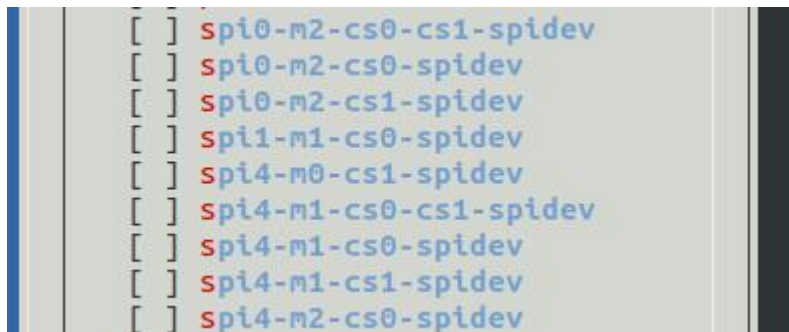 [ ] spi0-m2-cs0-cs1-spidev
[ ] spi0-m2-cs0-spidev
[ ] spi0-m2-cs1-spidev
[ ] spi1-m1-cs0-spidev
[ ] spi4-m0-cs1-spidev
[ ] spi4-m1-cs0-cs1-spidev
[ ] spi4-m1-cs0-spidev
[ ] spi4-m1-cs1-spidev
[ ] spi4-m2-cs0-spidev